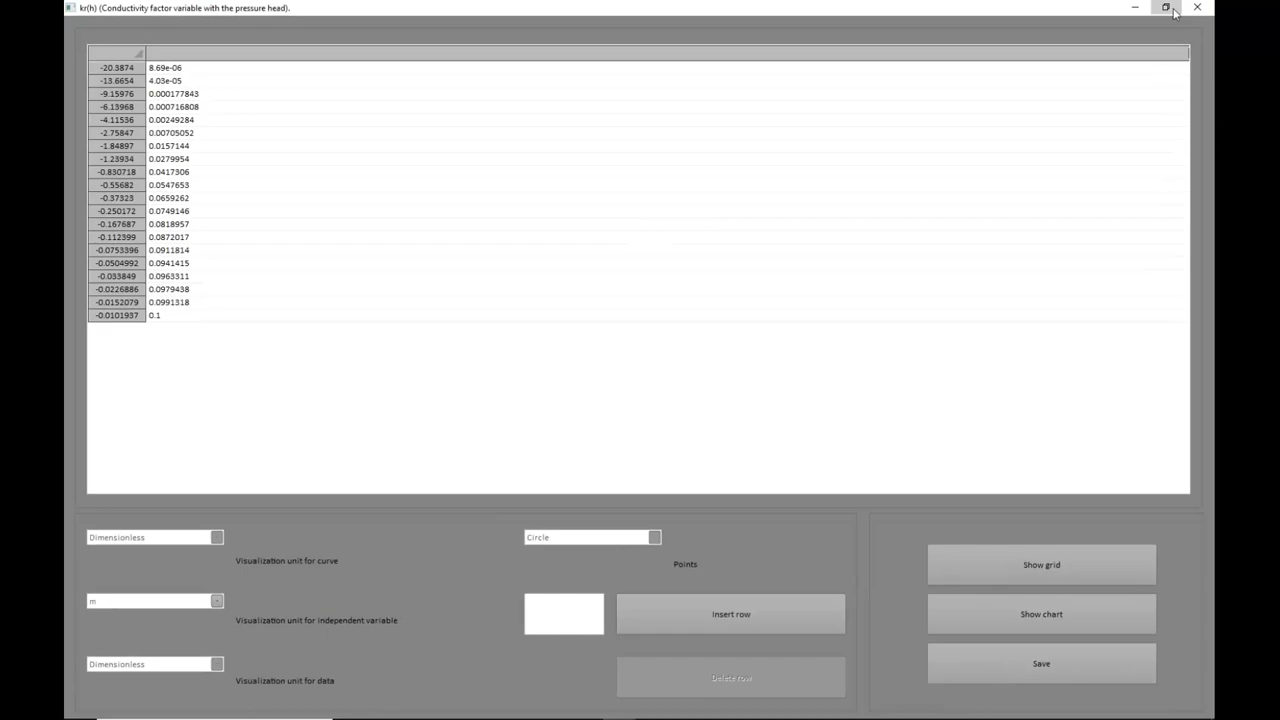 kr(h) (Conductivity factor variable with the pressure head).
-20.3874 8.69e-06
-13.6654 4.03e-05
-9.15976 0.000177843
-6.13968 0.000716808
-4.11536 0.00249284
-2.75847 0.00705052
-1.84897 0.0157144
-1.23934 0.0279954
-0.830718 0.0417306
-0.55682 0.0547653
-0.37323 0.0659262
-0.250172 0.0749146
-0.167687 0.0818957
-0.112399 0.0872017
-0.0753396 0.0911814
-0.0504992 0.0941415
-0.033849 0.0963311
-0.0226886 0.0979438
-0.0152079 0.0991318
-0.0101937 0.1
Dimensionless
Visualization unit for curve
m
Visualization unit for independent variable
Dimensionless
Visualization unit for data
Circle
Points
Insert row
Delete row
Show grid
Show chart
Save